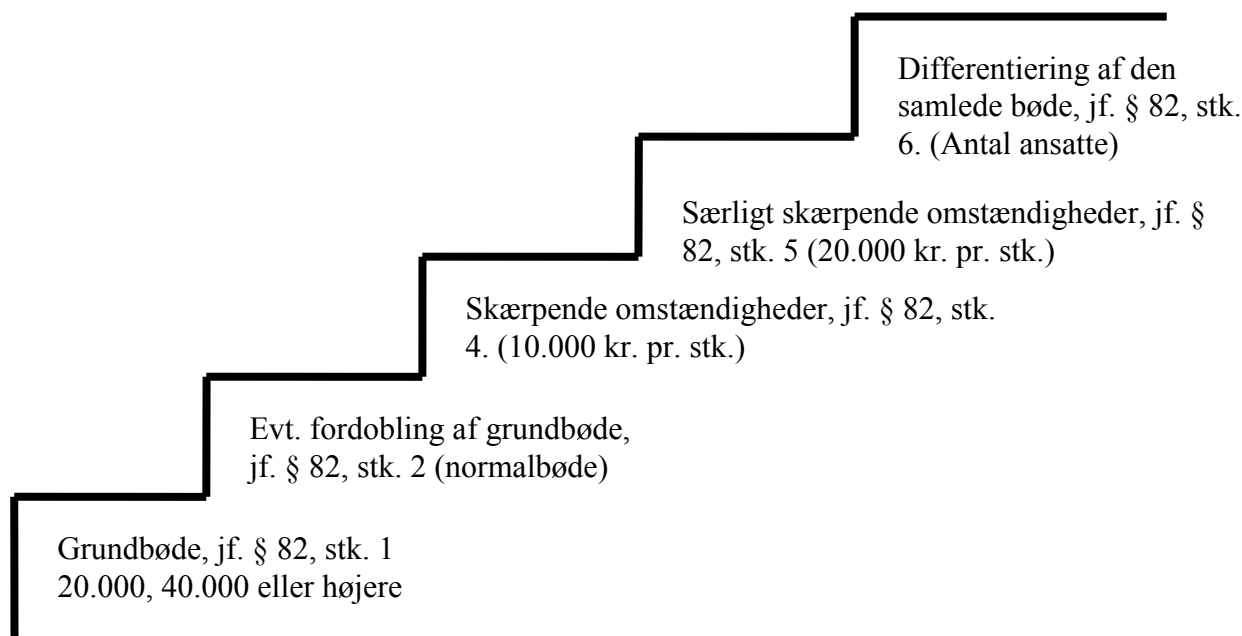 Differentiering af den
samlede bøde, jf. § 82, stk.
6. (Antal ansatte)
Særligt skærpende omstændigheder, jf. §
82, stk. 5 (20.000 kr. pr. stk.)
Skærpende omstændigheder, jf. § 82, stk.
4. (10.000 kr. pr. stk.)
Evt. fordobling af grundbøde,
jf. § 82, stk. 2 (normalbøde)
Grundbøde, jf. § 82, stk. 1
20.000, 40.000 eller højere